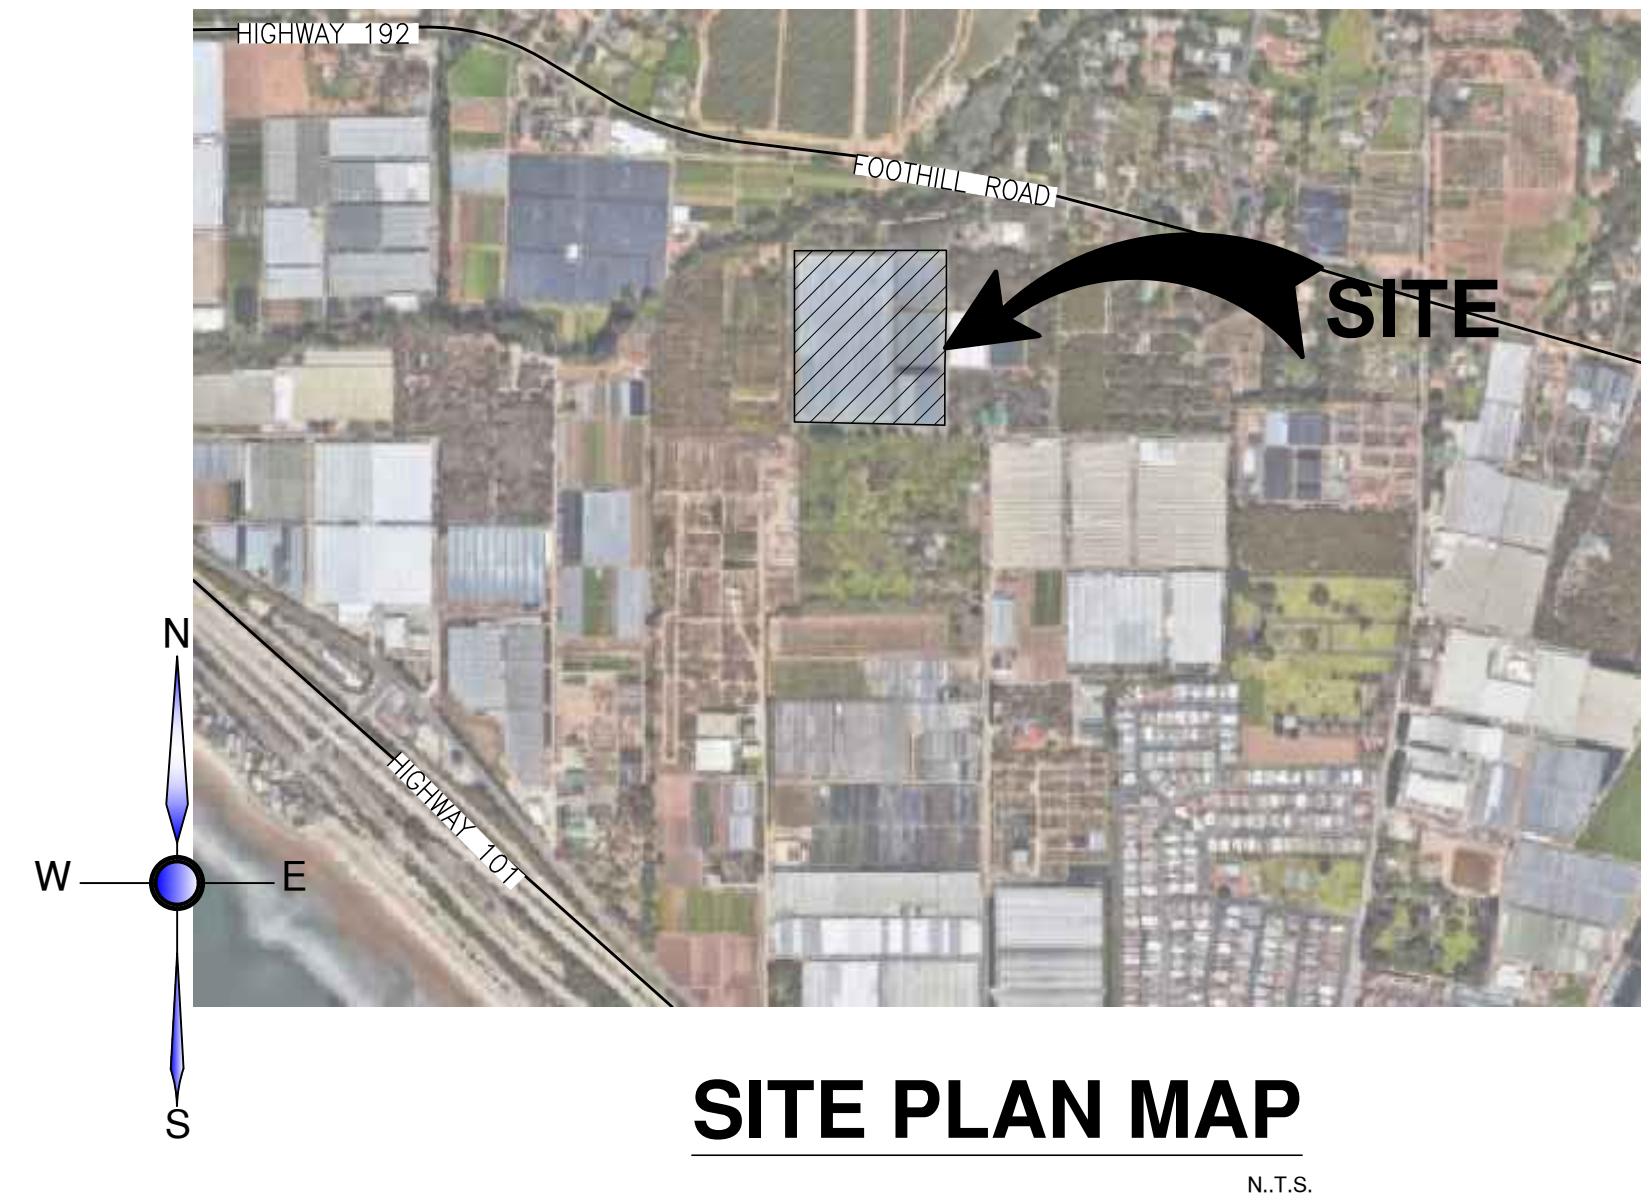 HIGHWAY 192
FOOTHILL ROAD
SITE
N
HIGHWAY 101
W
E
S
SITE PLAN MAP
N..T.S.